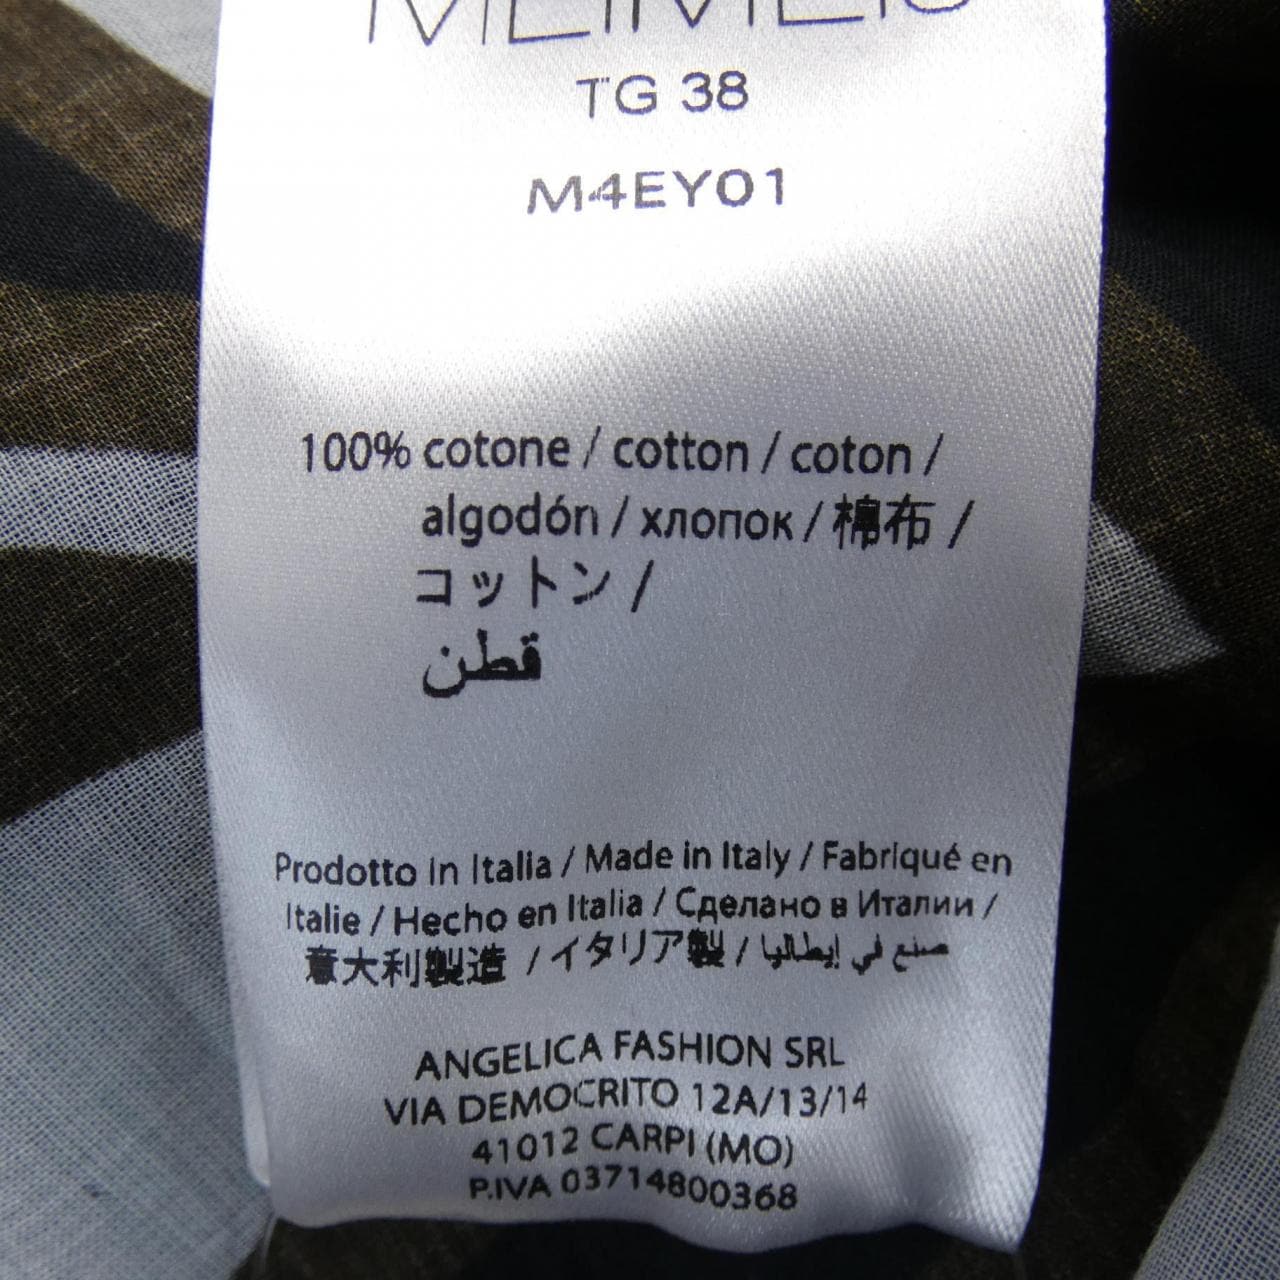 MEIMEIJ
TG 38
M4EY01
100% cotone / cotton / coton /
algodón / хлопок / 棉布 /
コットン /
قطن
Prodotto in Italia / Made in Italy / Fabriqué en
Italie / Hecho en Italia / Сделано в Италии /
意大利製造 / イタリア製 / صنع في إيطاليا
ANGELICA FASHION SRL
VIA DEMOCRITO 12A/13/14
41012 CARPI (MO)
P.IVA 03714800368